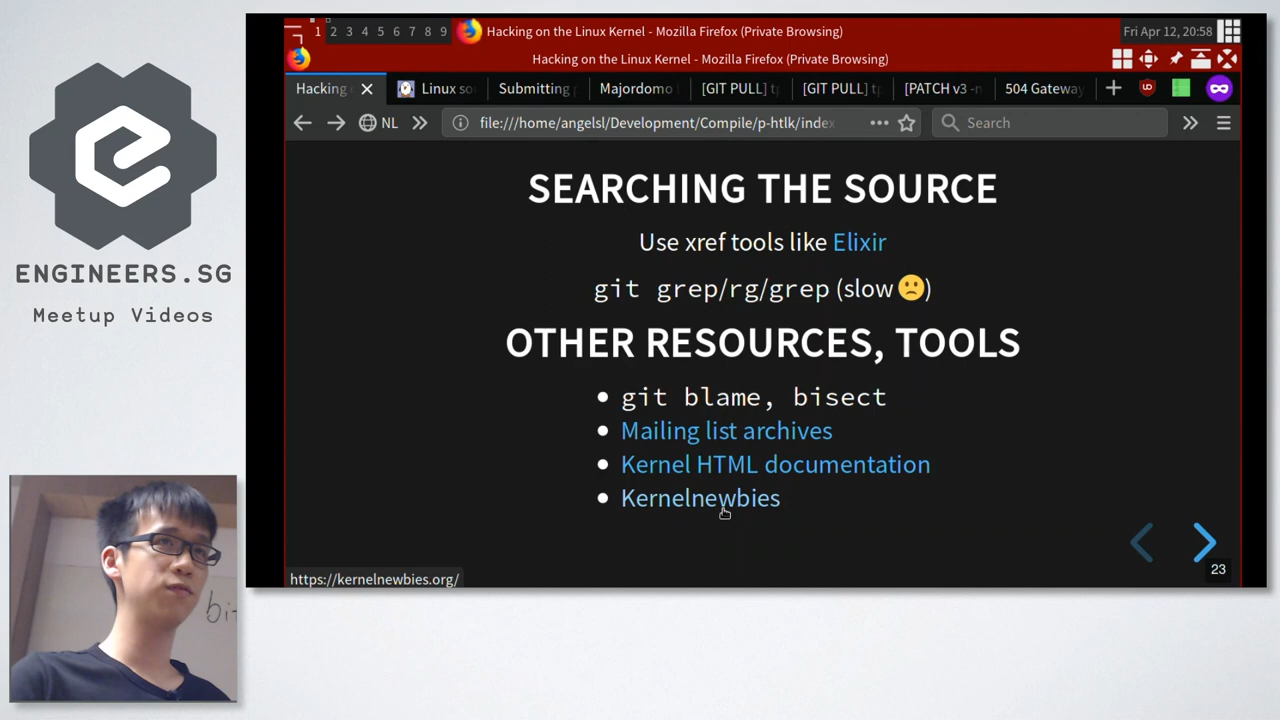 1 2 3 4 5 6 7 8 9 Hacking on the Linux Kernel - Mozilla Firefox (Private Browsing) Fri Apr 12, 20:58
Hacking on the Linux Kernel - Mozilla Firefox (Private Browsing)
Hacking Linux so Submitting Majordomo [GIT PULL] t [GIT PULL] t [PATCH v3 -n 504 Gateway
NL file:///home/angelsl/Development/Compile/p-htlk/index Search
SEARCHING THE SOURCE
Use xref tools like Elixir
git grep/rg/grep (slow 🙁)
OTHER RESOURCES, TOOLS
git blame, bisect
Mailing list archives
Kernel HTML documentation
Kernelnewbies
23
https://kernelnewbies.org/
ENGINEERS.SG
Meetup Videos
bi